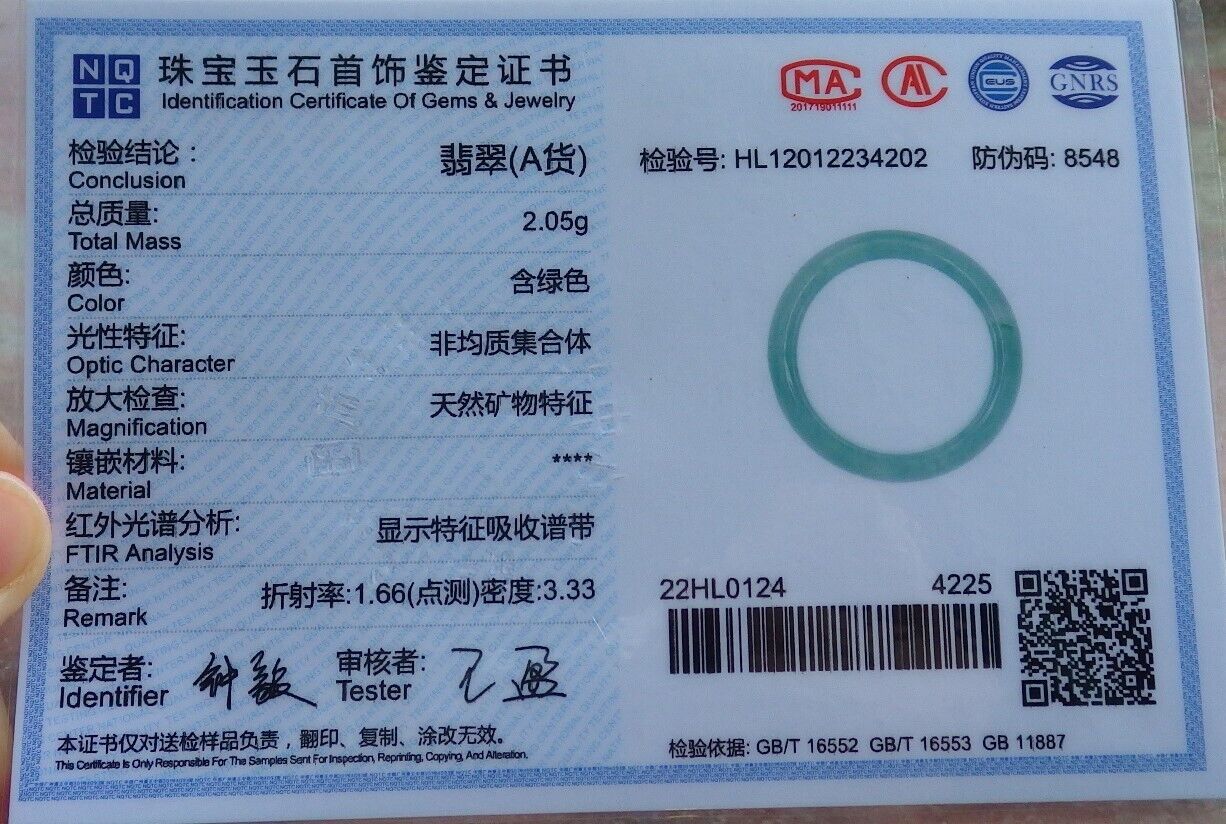 NQTC
珠宝玉石首饰鉴定证书
Identification Certificate Of Gems & Jewelry
MA
201719011111
EUS
GNRS
检验结论：
Conclusion
翡翠(A货)
总质量:
Total Mass
2.05g
颜色:
Color
含绿色
光性特征:
Optic Character
非均质集合体
放大检查:
Magnification
天然矿物特征
镶嵌材料:
Material
****
红外光谱分析:
FTIR Analysis
显示特征吸收谱带
备注:
Remark
折射率:1.66(点测)密度:3.33
鉴定者:
Identifier
审核者:
Tester
本证书仅对送检样品负责，翻印、复制、涂改无效。
This Certificate Is Only Responsible For The Samples Sent For Inspection, Reprinting, Copying, And Alteration.
检验号: HL12012234202 防伪码: 8548
22HL0124 4225
检验依据: GB/T 16552 GB/T 16553 GB 11887